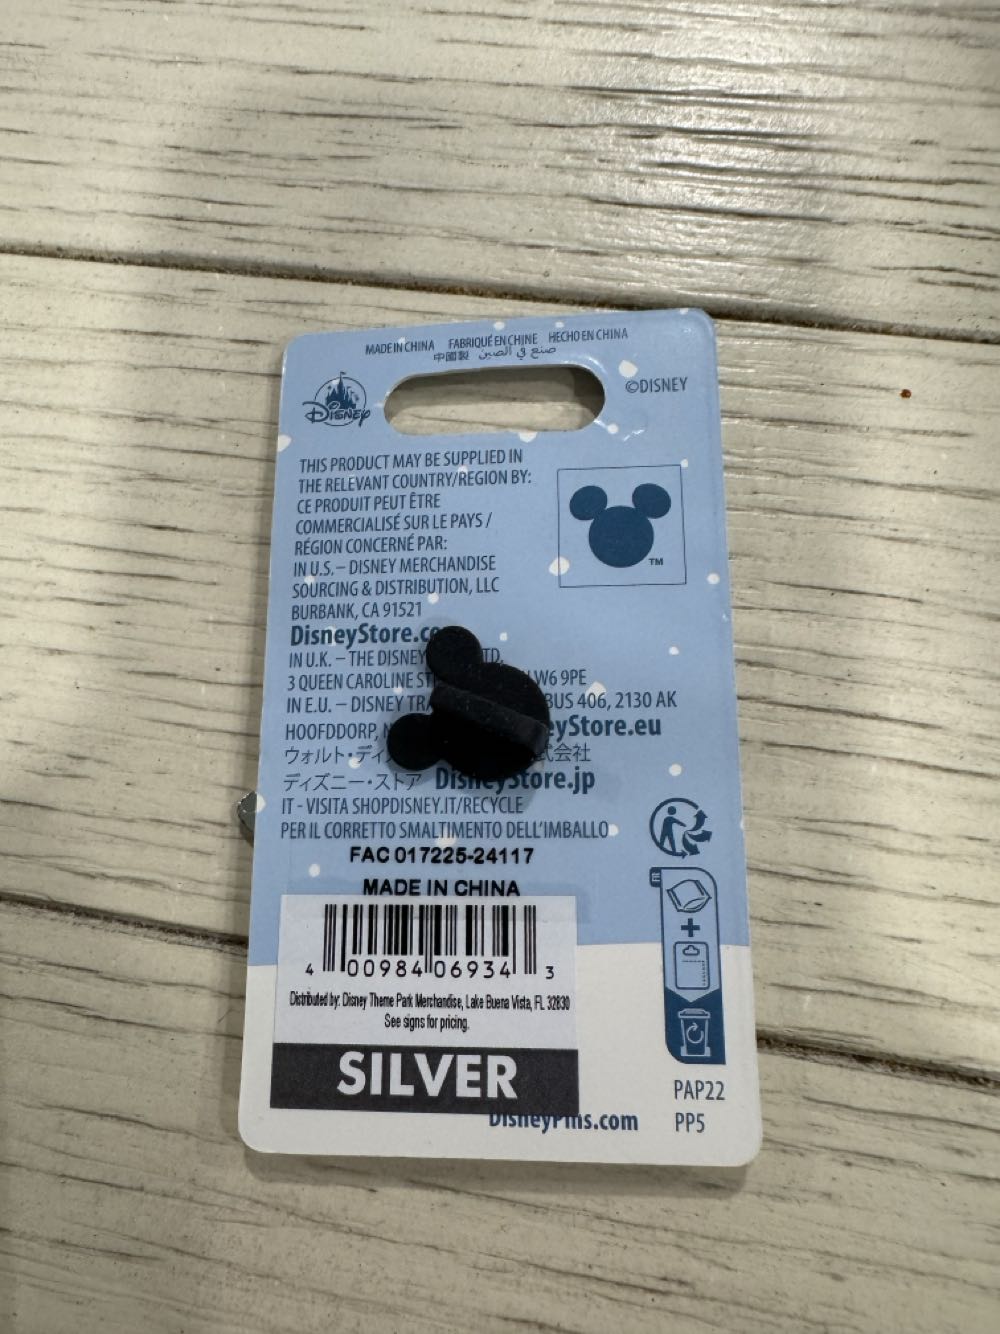 MADE IN CHINA FABRIQUÉ EN CHINE HECHO EN CHINA
中國製 صنع في الصين
©DISNEY
Disney
THIS PRODUCT MAY BE SUPPLIED IN
THE RELEVANT COUNTRY/REGION BY:
CE PRODUIT PEUT ÊTRE
COMMERCIALISÉ SUR LE PAYS /
RÉGION CONCERNÉ PAR:
IN U.S. – DISNEY MERCHANDISE
SOURCING & DISTRIBUTION, LLC
BURBANK, CA 91521
TM
DisneyStore.co
IN U.K. – THE DISNEY TD,
3 QUEEN CAROLINE ST W6 9PE
IN E.U. – DISNEY TRA BUS 406, 2130 AK
HOOFDDORP, N eyStore.eu
ウォルト・ディ 式会社
ディズニー・ストア DisneyStore.jp
IT - VISITA SHOPDISNEY.IT/RECYCLE
PER IL CORRETTO SMALTIMENTO DELL'IMBALLO
FAC 017225-24117
MADE IN CHINA
4 00984 06934 3
Distributed by: Disney Theme Park Merchandise, Lake Buena Vista, FL 32830
See signs for pricing.
SILVER
DisneyPins.com
FR
+
PAP22
PP5